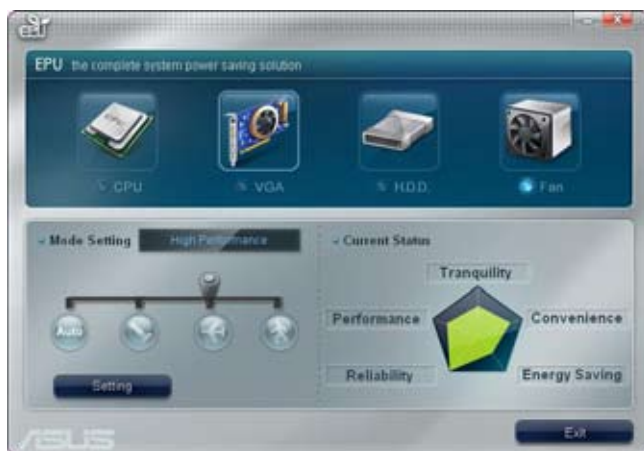 EPU the complete system power saving solution
CPU
VGA
H.D.D.
Fan
Mode Setting
High Performance
Auto
Setting
Current Status
Tranquility
Performance
Convenience
Reliability
Energy Saving
ASUS
Exit